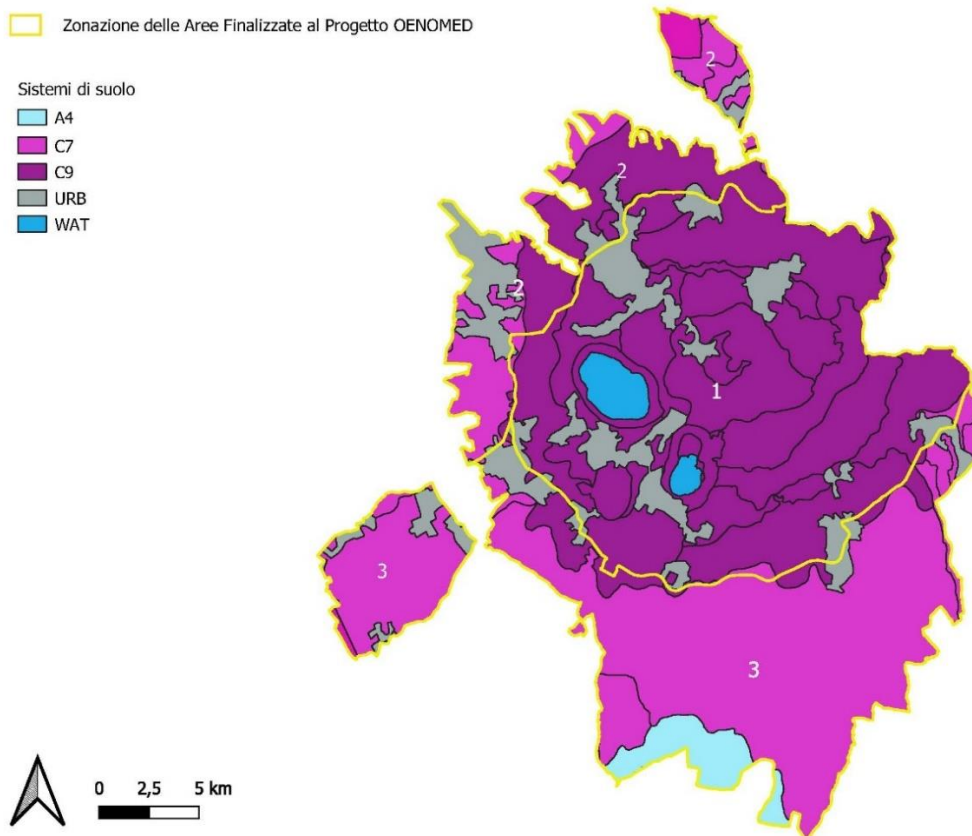 Zonazione delle Aree Finalizzate al Progetto OENOMED
Sistemi di suolo
A4
C7
C9
URB
WAT
2
2
2
1
3
3
0 2,5 5 km